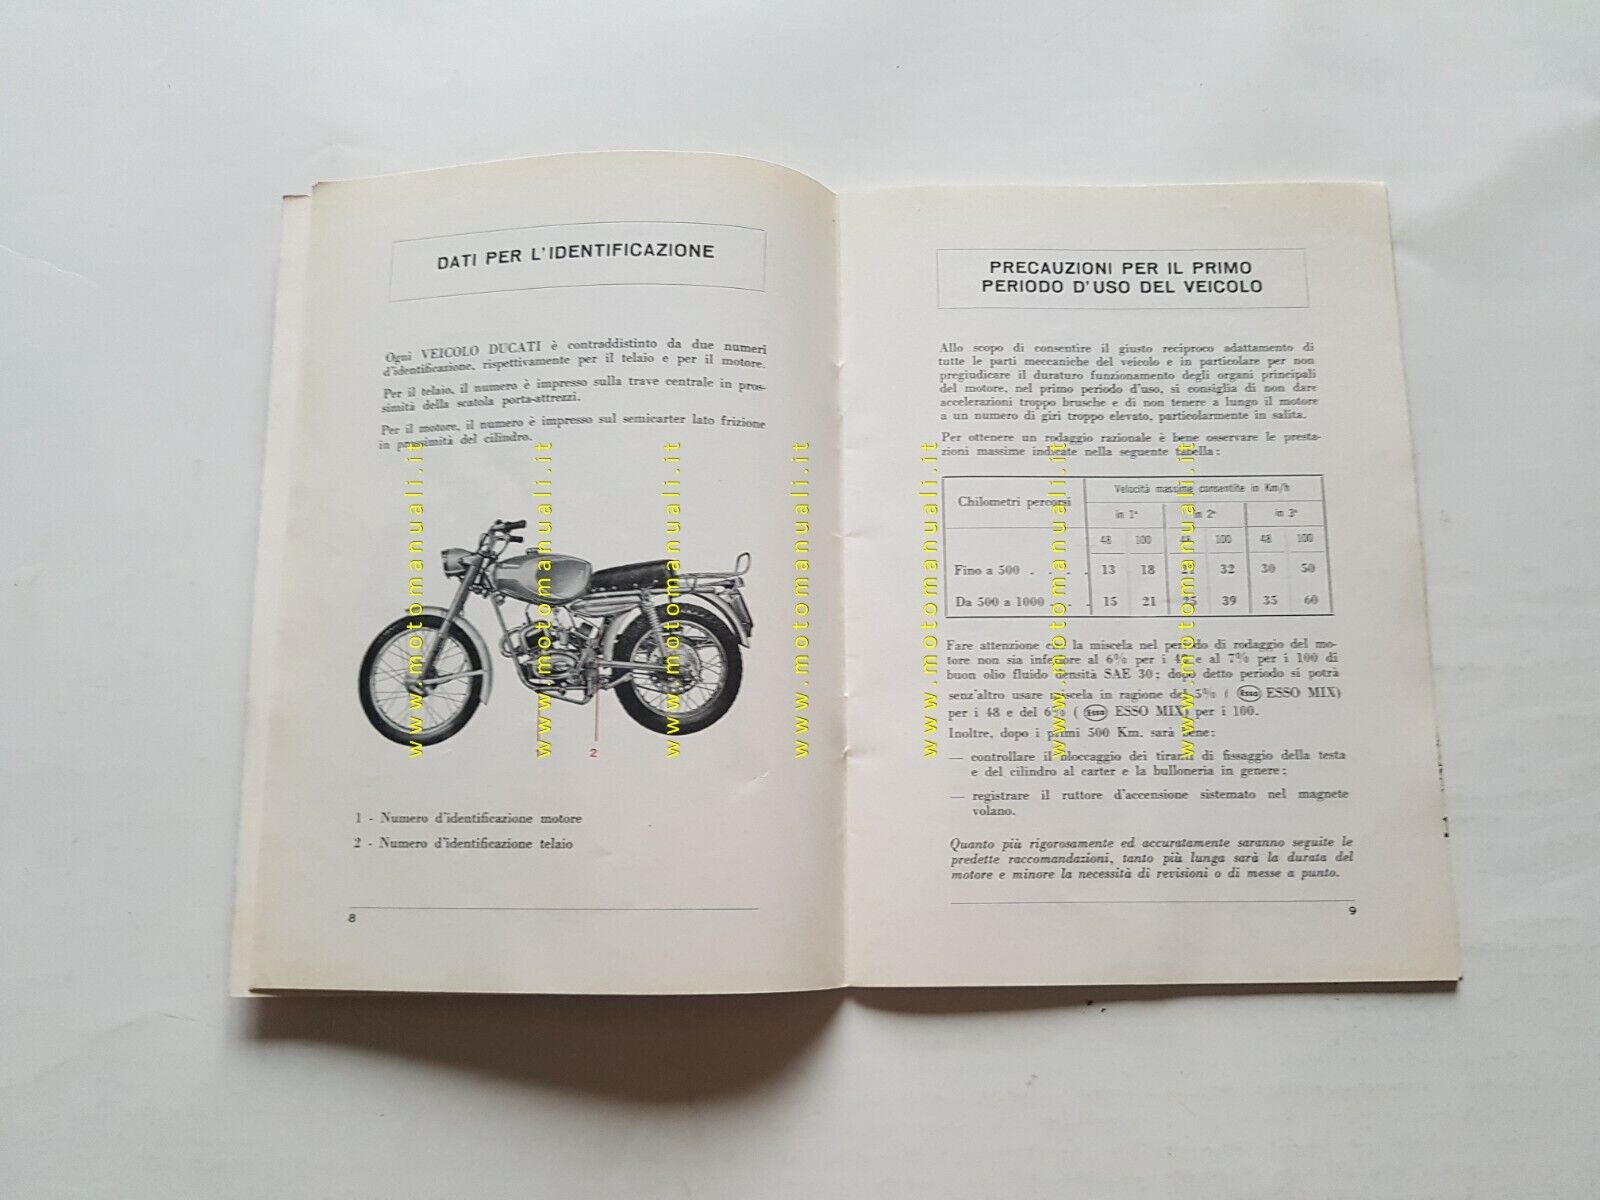 DATI PER L'IDENTIFICAZIONE
Ogni VEICOLO DUCATI è contraddistinto da due numeri
d'identificazione, rispettivamente per il telaio e per il motore.
Per il telaio, il numero è impresso sulla trave centrale in pros-
simità della scatola porta-attrezzi.
Per il motore, il numero è impresso sul semicarter lato frizione
in prossimità del cilindro.
www.motomanuali.it
www.motomanuali.it
www.motomanuali.it
www.motomanuali.it
1
2
1 - Numero d'identificazione motore
2 - Numero d'identificazione telaio
8
PRECAUZIONI PER IL PRIMO
PERIODO D'USO DEL VEICOLO
Allo scopo di consentire il giusto reciproco adattamento di
tutte le parti meccaniche del veicolo e in particolare per non
pregiudicare il duraturo funzionamento degli organi principali
del motore, nel primo periodo d'uso, si consiglia di non dare
accelerazioni troppo brusche e di non tenere a lungo il motore
a un numero di giri troppo elevato, particolarmente in salita.
Per ottenere un rodaggio razionale è bene osservare le presta-
zioni massime indicate nella seguente tabella:
Chilometri percorsi
Velocità massime consentite in Km/h
in 1ª in 2ª in 3ª
48 100 48 100 48 100
Fino a 500 . . . . 13 18 32 30 50
Da 500 a 1000 . . . 15 21 25 39 35 60
Fare attenzione che la miscela nel periodo di rodaggio del mo-
tore non sia inferiore al 6% per i 48 e al 7% per i 100 di
buon olio fluido densità SAE 30; dopo detto periodo si potrà
senz'altro usare miscela in ragione del 5% ( Esso ESSO MIX)
per i 48 e del 6% ( Esso ESSO MIX) per i 100.
Inoltre, dopo i primi 500 Km. sarà bene:
— controllare il bloccaggio dei tiranti di fissaggio della testa
e del cilindro al carter e la bulloneria in genere;
— registrare il ruttore d'accensione sistemato nel magnete
volano.
Quanto più rigorosamente ed accuratamente saranno seguite le
predette raccomandazioni, tanto più lunga sarà la durata del
motore e minore la necessità di revisioni o di messe a punto.
www.motomanuali.it
www.motomanuali.it
www.motomanuali.it
9
1